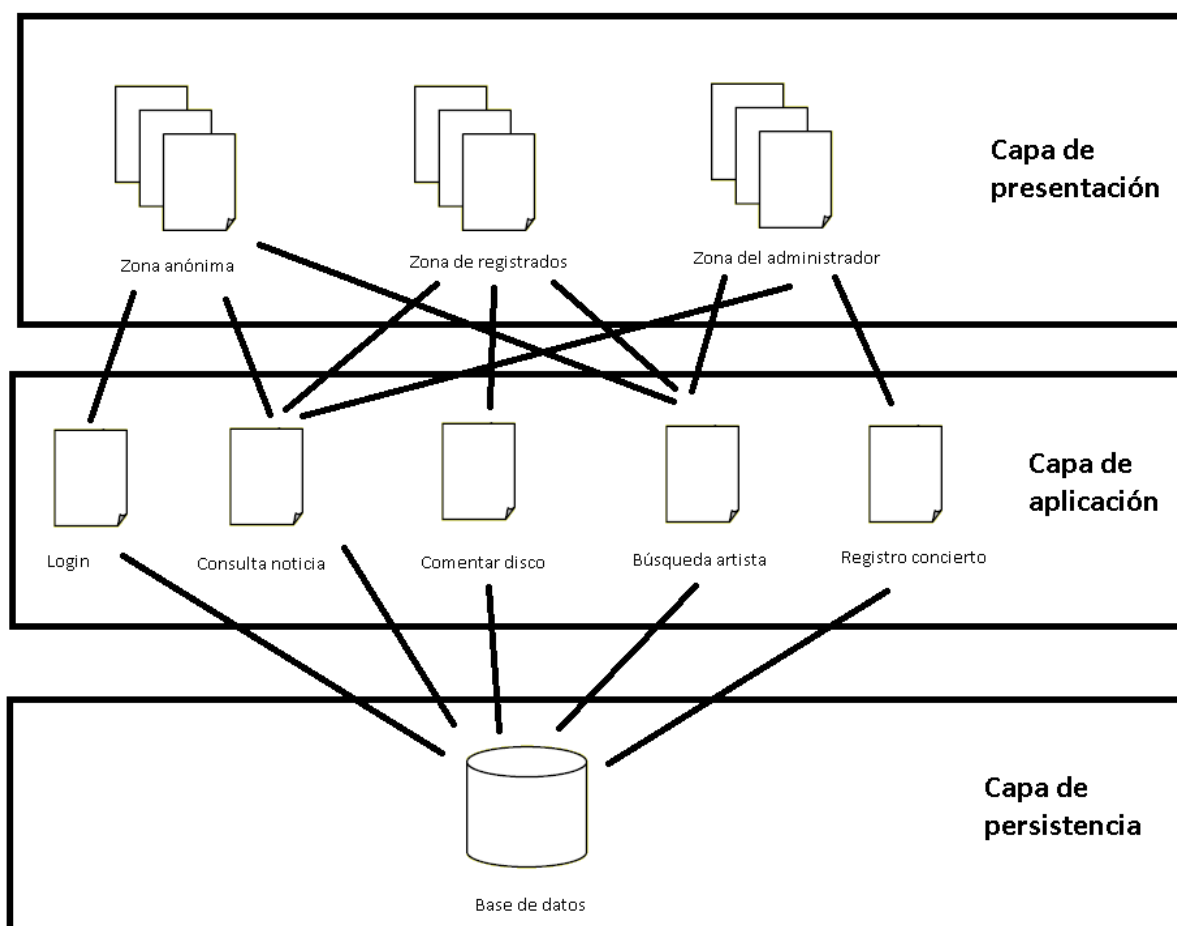 Capa de
presentación
Zona anónima
Zona de registrados
Zona del administrador
Capa de
aplicación
Login
Consulta noticia
Comentar disco
Búsqueda artista
Registro concierto
Capa de
persistencia
Base de datos